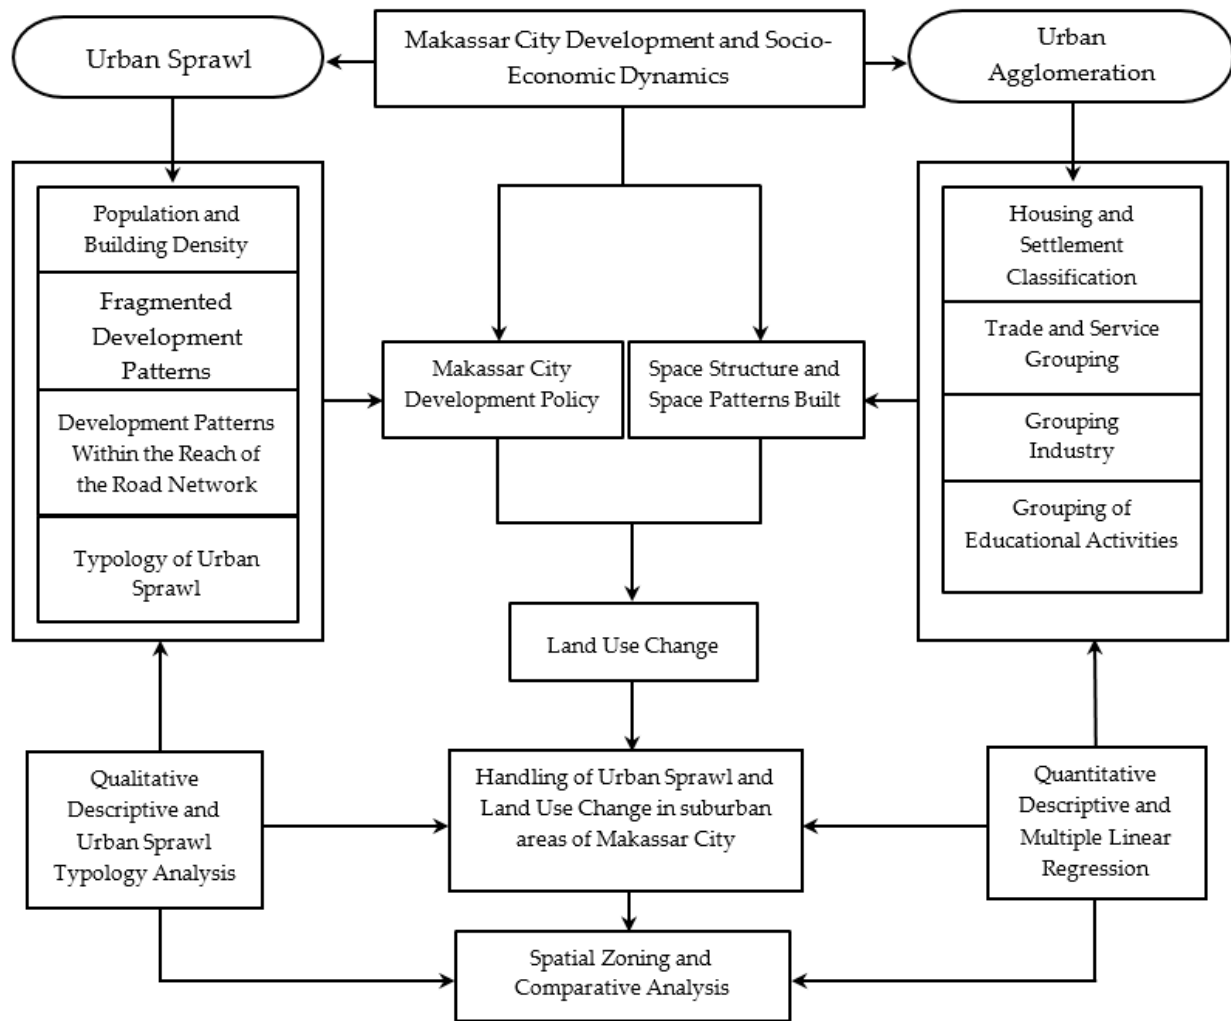 Urban Sprawl
Makassar City Development and Socio-
Economic Dynamics
Urban
Agglomeration
Population and
Building Density
Fragmented
Development
Patterns
Development Patterns
Within the Reach of
the Road Network
Typology of Urban
Sprawl
Makassar City
Development Policy
Space Structure and
Space Patterns Built
Housing and
Settlement
Classification
Trade and Service
Grouping
Grouping
Industry
Grouping of
Educational Activities
Land Use Change
Qualitative
Descriptive and
Urban Sprawl
Typology Analysis
Handling of Urban Sprawl and
Land Use Change in suburban
areas of Makassar City
Quantitative
Descriptive and
Multiple Linear
Regression
Spatial Zoning and
Comparative Analysis